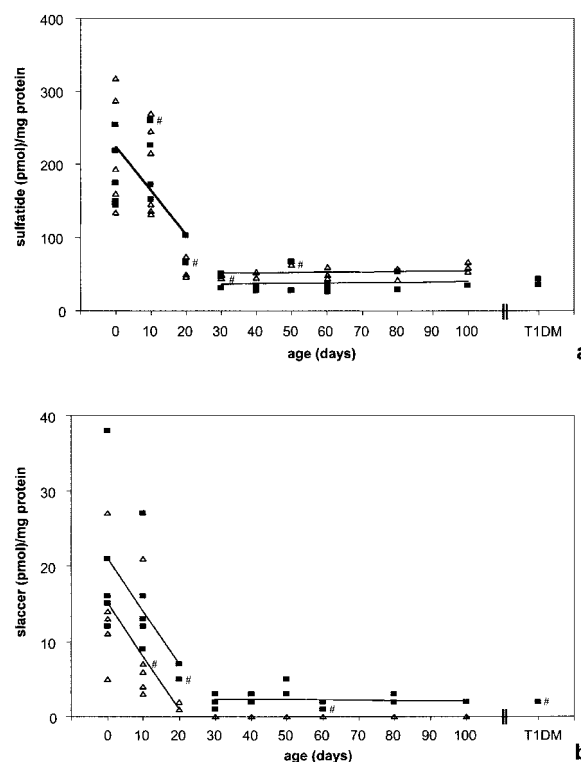 400
300
200
100
0
sulfatide (pmol)/mg protein
#
#
#
#
0 10 20 30 40 50 60 70 80 90 100 T1DM
age (days)
a
40
30
20
10
0
slaccer (pmol)/mg protein
#
#
#
#
0 10 20 30 40 50 60 70 80 90 100 T1DM
age (days)
b